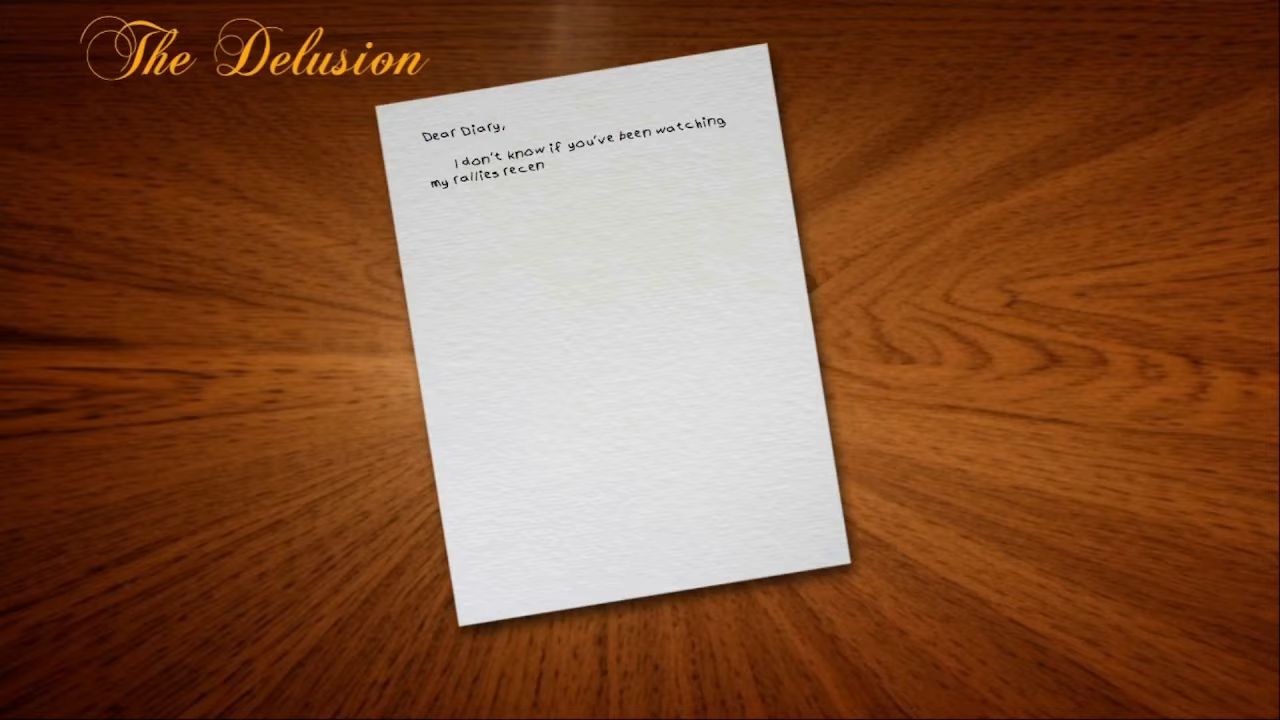 The Delusion
Dear Diary,
I don't know if you've been watching
my rallies recen